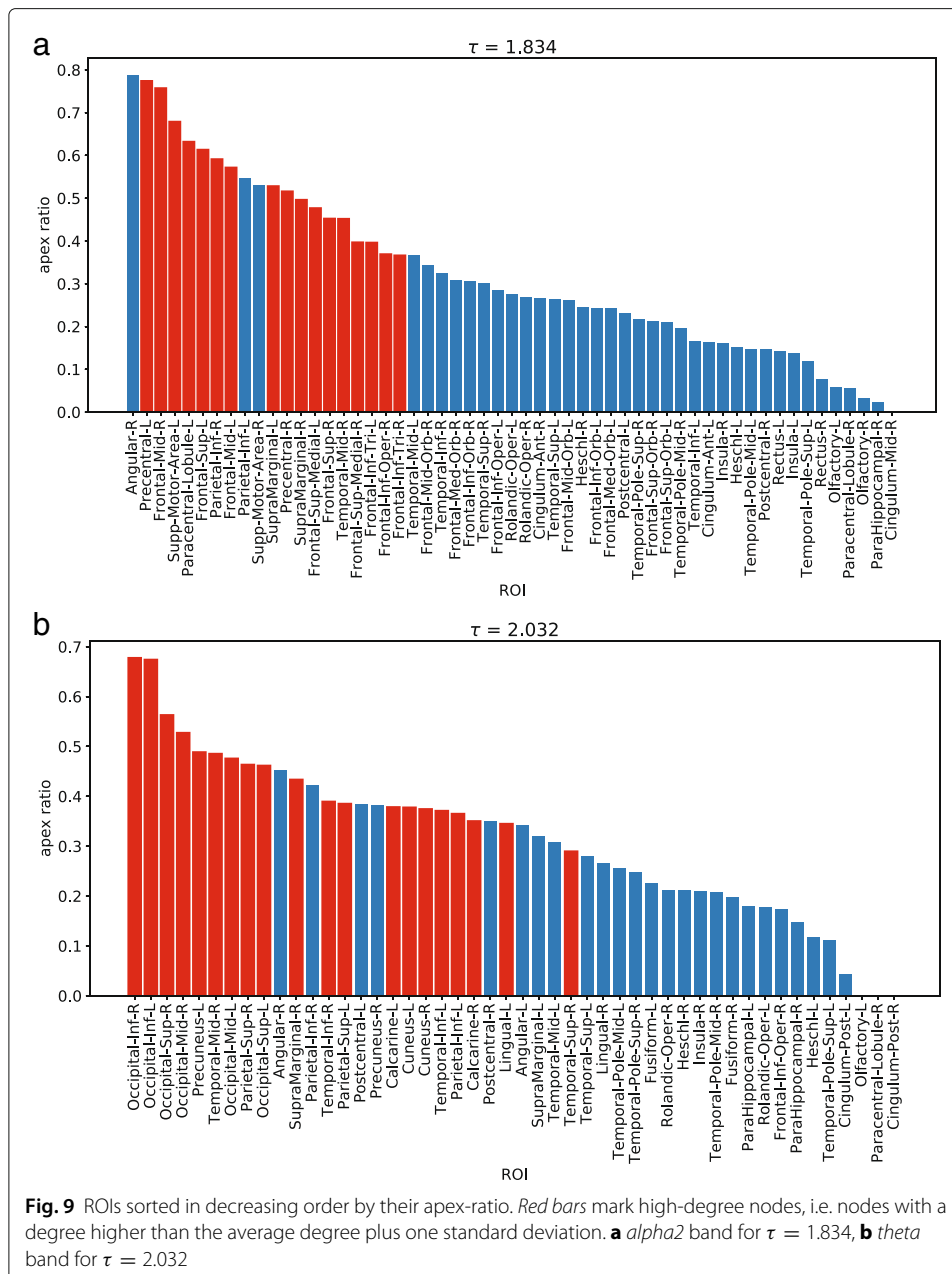 a
τ = 1.834
0.8
0.7
0.6
0.5
0.4
0.3
0.2
0.1
0.0
apex ratio
Angular-R
Precentral-L
Frontal-Mid-R
Supp-Motor-Area-L
Paracentral-Lobule-L
Frontal-Sup-L
Parietal-Inf-R
Frontal-Mid-L
Parietal-Inf-L
Supp-Motor-Area-R
SupraMarginal-L
Precentral-R
SupraMarginal-R
Frontal-Sup-Medial-L
Frontal-Sup-R
Temporal-Mid-R
Frontal-Sup-Medial-R
Frontal-Inf-Tri-L
Frontal-Inf-Oper-R
Frontal-Inf-Tri-R
Temporal-Mid-L
Frontal-Mid-Orb-R
Temporal-Inf-R
Frontal-Med-Orb-R
Frontal-Inf-Orb-R
Temporal-Sup-R
Frontal-Inf-Oper-L
Rolandic-Oper-L
Rolandic-Oper-R
Cingulum-Ant-R
Temporal-Sup-L
Frontal-Mid-Orb-L
Heschl-R
Frontal-Inf-Orb-L
Frontal-Med-Orb-L
Postcentral-L
Temporal-Pole-Sup-R
Frontal-Sup-Orb-R
Frontal-Sup-Orb-L
Temporal-Pole-Mid-R
Temporal-Inf-L
Cingulum-Ant-L
Insula-R
Heschl-L
Temporal-Pole-Mid-L
Postcentral-R
Rectus-L
Insula-L
Temporal-Pole-Sup-L
Rectus-R
Olfactory-L
Paracentral-Lobule-R
Olfactory-R
ParaHippocampal-R
Cingulum-Mid-R
ROI
b
τ = 2.032
0.7
0.6
0.5
0.4
0.3
0.2
0.1
0.0
apex ratio
Occipital-Inf-R
Occipital-Inf-L
Occipital-Sup-R
Occipital-Mid-R
Precuneus-L
Temporal-Mid-R
Occipital-Mid-L
Parietal-Sup-R
Occipital-Sup-L
Angular-R
SupraMarginal-R
Parietal-Inf-R
Temporal-Inf-R
Parietal-Sup-L
Postcentral-L
Precuneus-R
Calcarine-L
Cuneus-L
Cuneus-R
Temporal-Inf-L
Parietal-Inf-L
Calcarine-R
Postcentral-R
Lingual-L
Angular-L
SupraMarginal-L
Temporal-Mid-L
Temporal-Sup-R
Temporal-Sup-L
Lingual-R
Temporal-Pole-Mid-L
Temporal-Pole-Sup-R
Fusiform-L
Rolandic-Oper-R
Heschl-R
Insula-R
Temporal-Pole-Mid-R
Fusiform-R
ParaHippocampal-L
Rolandic-Oper-L
Frontal-Inf-Oper-R
ParaHippocampal-R
Heschl-L
Temporal-Pole-Sup-L
Cingulum-Post-L
Olfactory-R
Paracentral-Lobule-R
Cingulum-Post-R
ROI
Fig. 9 ROIs sorted in decreasing order by their apex-ratio. Red bars mark high-degree nodes, i.e. nodes with a
degree higher than the average degree plus one standard deviation. a alpha2 band for τ = 1.834, b theta
band for τ = 2.032